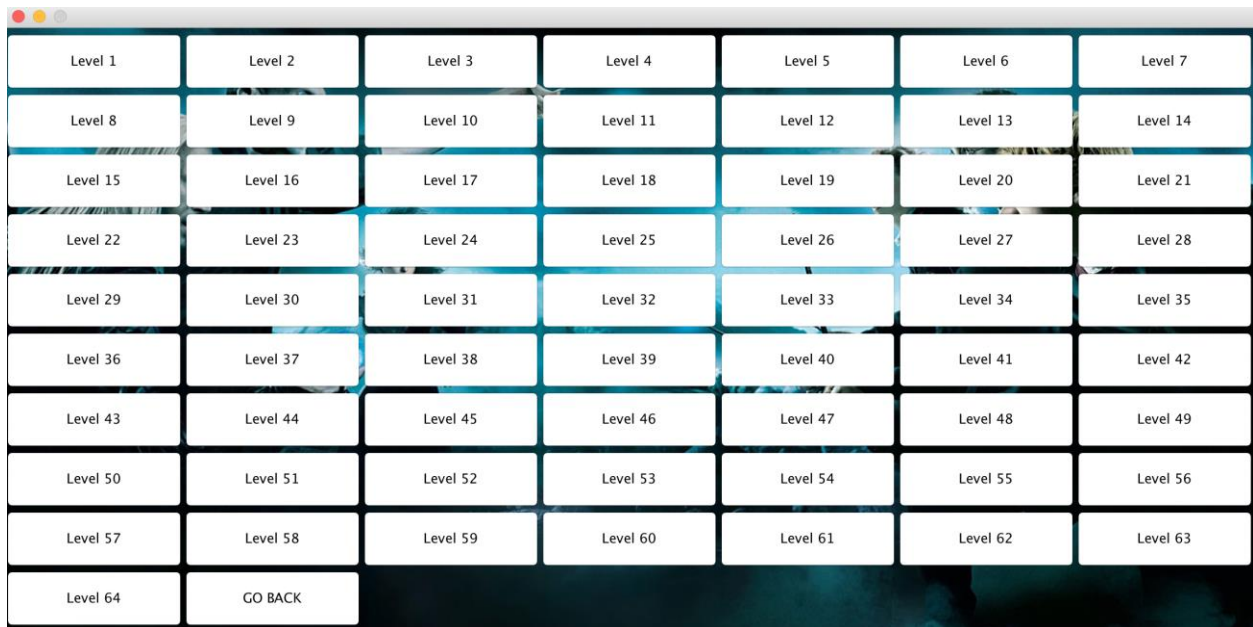 Level 1 Level 2 Level 3 Level 4 Level 5 Level 6 Level 7
Level 8 Level 9 Level 10 Level 11 Level 12 Level 13 Level 14
Level 15 Level 16 Level 17 Level 18 Level 19 Level 20 Level 21
Level 22 Level 23 Level 24 Level 25 Level 26 Level 27 Level 28
Level 29 Level 30 Level 31 Level 32 Level 33 Level 34 Level 35
Level 36 Level 37 Level 38 Level 39 Level 40 Level 41 Level 42
Level 43 Level 44 Level 45 Level 46 Level 47 Level 48 Level 49
Level 50 Level 51 Level 52 Level 53 Level 54 Level 55 Level 56
Level 57 Level 58 Level 59 Level 60 Level 61 Level 62 Level 63
Level 64 GO BACK